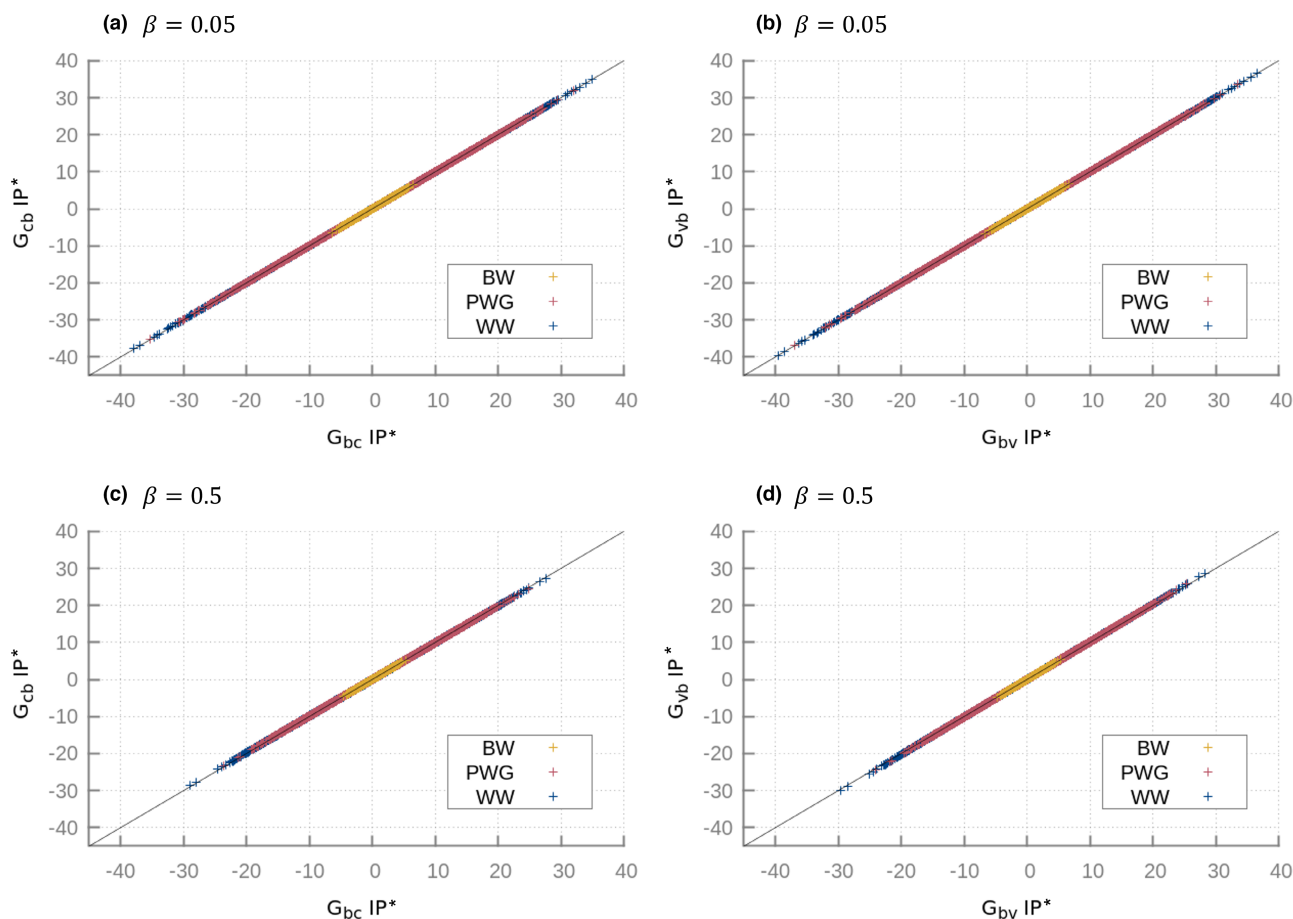 (a) β = 0.05
40
30
20
10
0
-10
-20
-30
-40
G_cb IP*
BW
PWG
WW
-40 -30 -20 -10 0 10 20 30 40
G_bc IP*
(b) β = 0.05
40
30
20
10
0
-10
-20
-30
-40
G_vb IP*
BW
PWG
WW
-40 -30 -20 -10 0 10 20 30 40
G_bv IP*
(c) β = 0.5
40
30
20
10
0
-10
-20
-30
-40
G_cb IP*
BW
PWG
WW
-40 -30 -20 -10 0 10 20 30 40
G_bc IP*
(d) β = 0.5
40
30
20
10
0
-10
-20
-30
-40
G_vb IP*
BW
PWG
WW
-40 -30 -20 -10 0 10 20 30 40
G_bv IP*